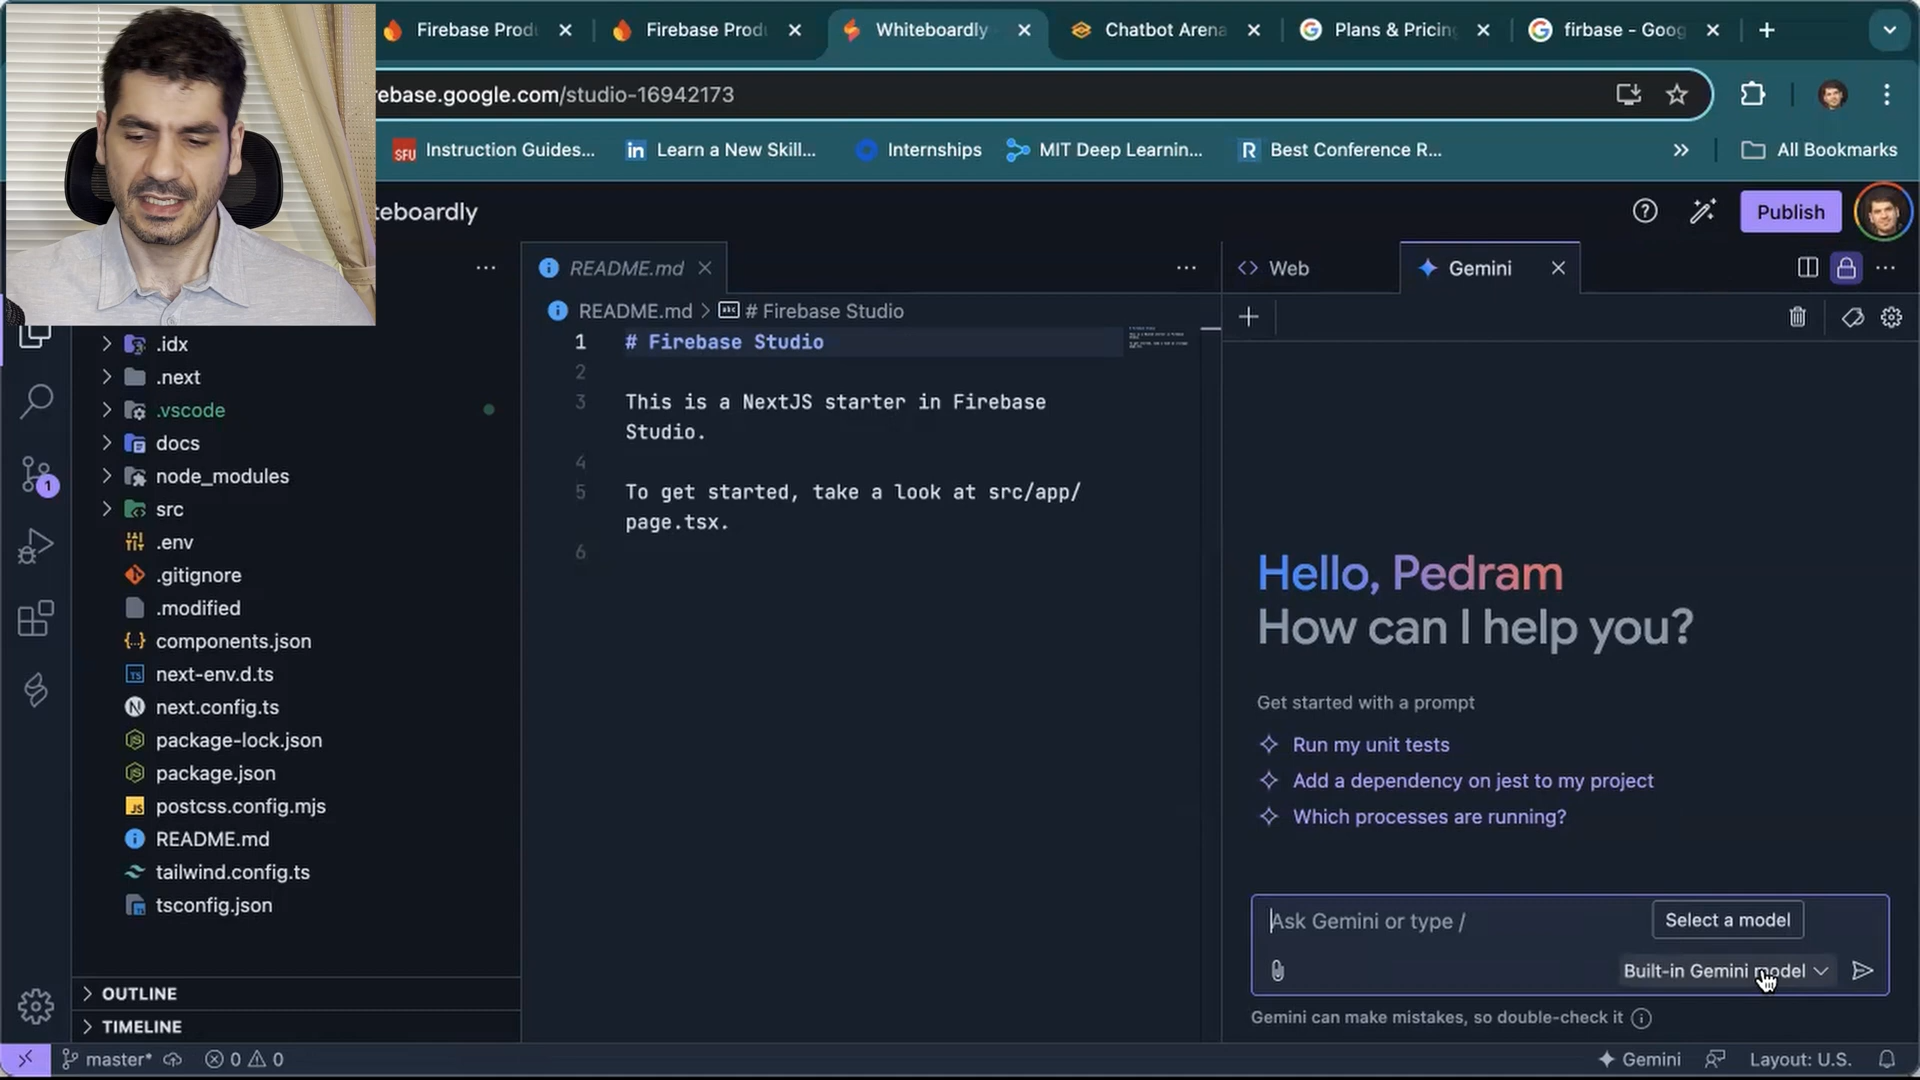 Firebase Prod
Firebase Prod
Whiteboardly
Chatbot Arena
Plans & Pricing
firbase - Goog
rebase.google.com/studio-16942173
SFU Instruction Guides...
in Learn a New Skill...
Internships
MIT Deep Learnin...
R Best Conference R...
All Bookmarks
teboardly
Publish
README.md
Web
Gemini
README.md > # Firebase Studio
.idx
.next
.vscode
docs
node_modules
src
.env
.gitignore
.modified
components.json
next-env.d.ts
next.config.ts
package-lock.json
package.json
postcss.config.mjs
README.md
tailwind.config.ts
tsconfig.json
OUTLINE
TIMELINE
1
1 # Firebase Studio
2
3 This is a NextJS starter in Firebase
Studio.
4
5 To get started, take a look at src/app/
page.tsx.
6
Hello, Pedram
How can I help you?
Get started with a prompt
Run my unit tests
Add a dependency on jest to my project
Which processes are running?
Ask Gemini or type /
Select a model
Built-in Gemini model
Gemini can make mistakes, so double-check it
master*
0
0
Gemini
Layout: U.S.